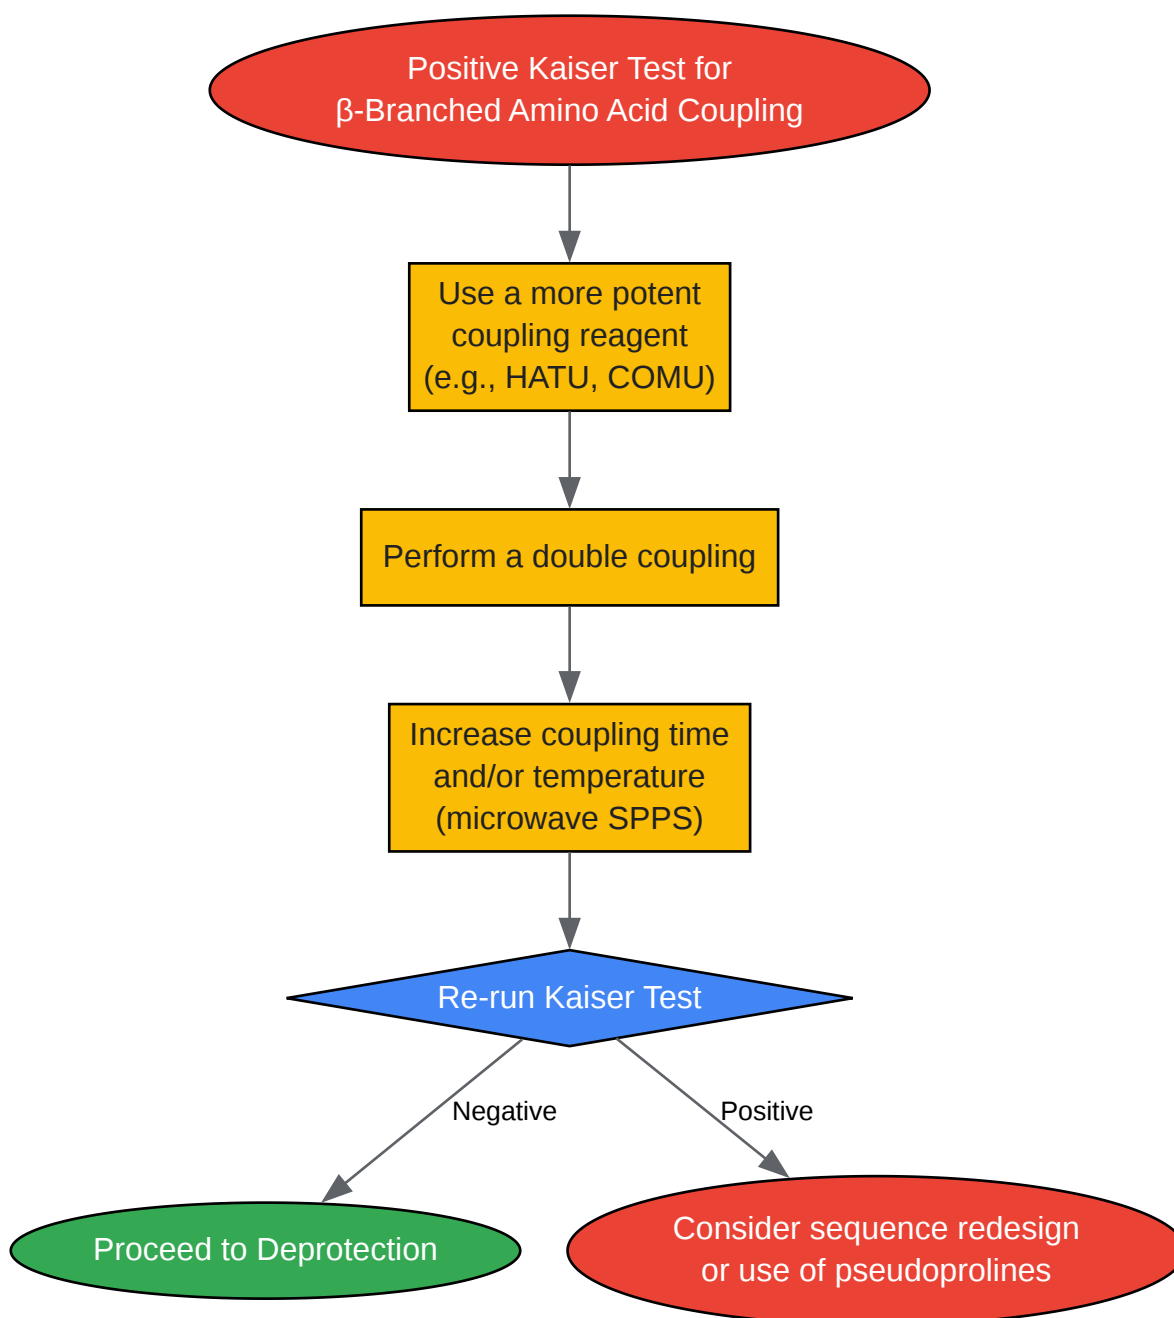 Positive Kaiser Test for
β-Branched Amino Acid Coupling
Use a more potent
coupling reagent
(e.g., HATU, COMU)
Perform a double coupling
Increase coupling time
and/or temperature
(microwave SPPS)
Re-run Kaiser Test
Negative
Positive
Proceed to Deprotection
Consider sequence redesign
or use of pseudoprolines